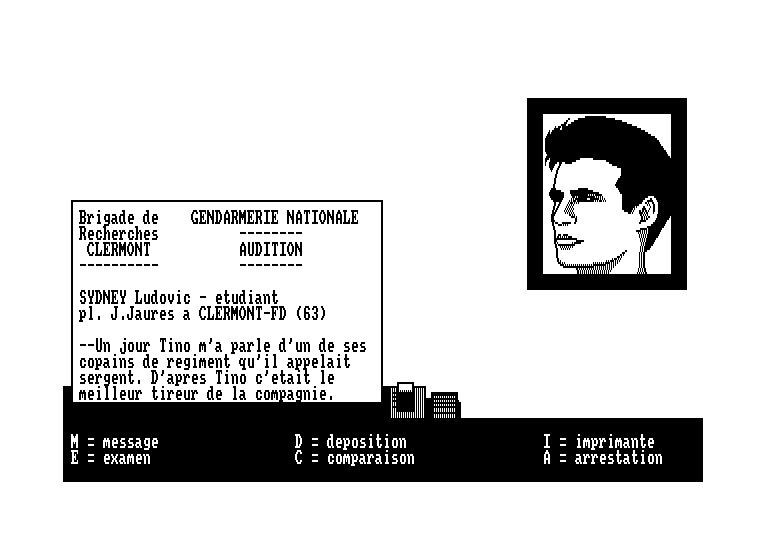 Brigade de    GENDARMERIE NATIONALE
Recherches          --------
 CLERMONT           AUDITION
----------          --------
SYDNEY Ludovic - etudiant
pl. J.Jaures a CLERMONT-FD (63)
--Un jour Tino m'a parle d'un de ses
copains de regiment qu'il appelait
sergent. D'apres Tino c'etait le
meilleur tireur de la compagnie.
M = message    D = deposition    I = imprimante
E = examen    C = comparaison    A = arrestation